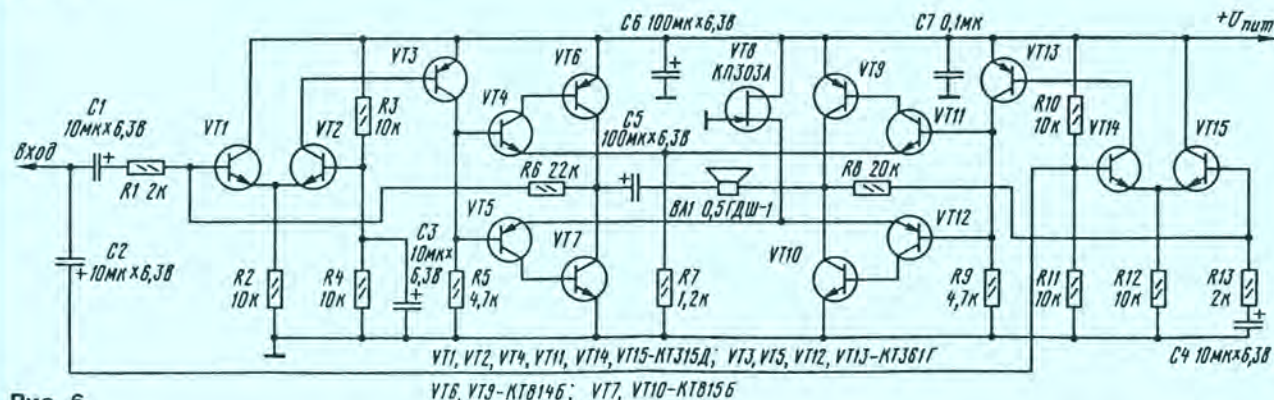 C6 100мк×6,3В
C7 0,1мк
+Uпит
VT3
VT6
VT8
КП303А
VT9
VT13
C1
10мк×6,3В
VT1
VT2
R3
10к
VT4
C5
100мк×6,3В
VT11
R10
10к
VT14
VT15
Вход
R1 2к
R6 22к
R8 20к
ВА1 0,5ГДШ-1
VT5
VT7
VT12
VT10
C2
10мк×6,3В
C3
10мк×
6,3В
R2
10к
R4
10к
R5
4,7к
R7
1,2к
R9
4,7к
R11
10к
R12
10к
R13
2к
C4 10мк×6,3В
VT1, VT2, VT4, VT11, VT14, VT15-КТ315Д; VT3, VT5, VT12, VT13-КТ361Г
VT6, VT9-КТ814Б; VT7, VT10-КТ815Б
Рис. 6